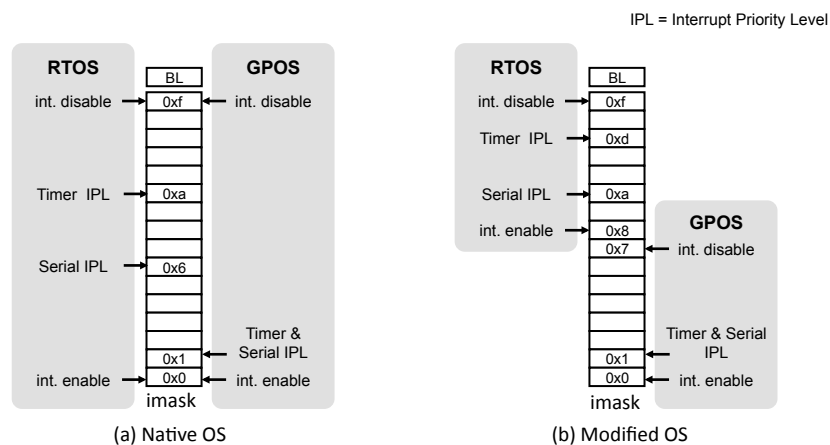 IPL = Interrupt Priority Level
RTOS
GPOS
BL
int. disable
0xf
int. disable
Timer IPL
0xa
Serial IPL
0x6
Timer &
Serial IPL
0x1
int. enable
0x0
int. enable
imask
(a) Native OS
RTOS
BL
int. disable
0xf
Timer IPL
0xd
Serial IPL
0xa
GPOS
int. enable
0x8
0x7
int. disable
Timer & Serial
IPL
0x1
0x0
int. enable
imask
(b) Modified OS